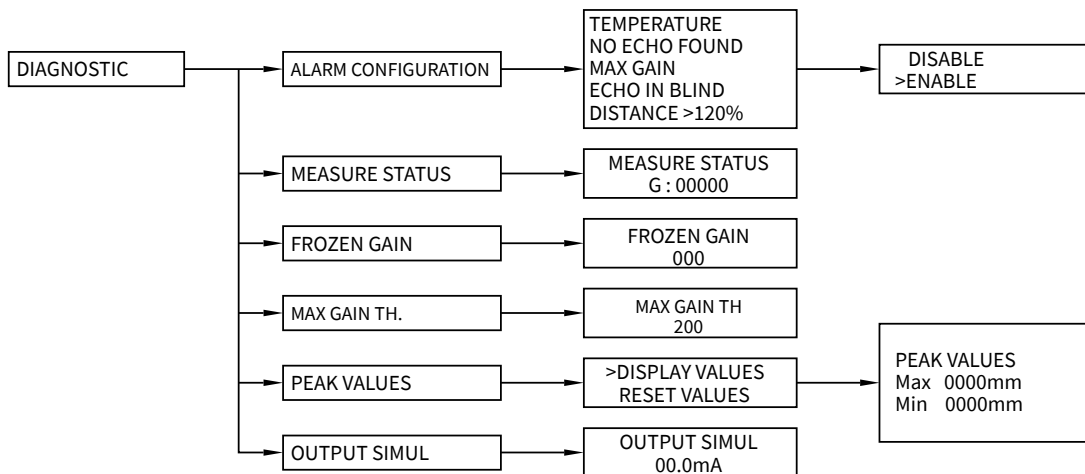 DIAGNOSTIC
ALARM CONFIGURATION
TEMPERATURE
NO ECHO FOUND
MAX GAIN
ECHO IN BLIND
DISTANCE >120%
DISABLE
>ENABLE
MEASURE STATUS
MEASURE STATUS
G : 00000
FROZEN GAIN
FROZEN GAIN
000
MAX GAIN TH.
MAX GAIN TH
200
PEAK VALUES
>DISPLAY VALUES
RESET VALUES
PEAK VALUES
Max 0000mm
Min 0000mm
OUTPUT SIMUL
OUTPUT SIMUL
00.0mA